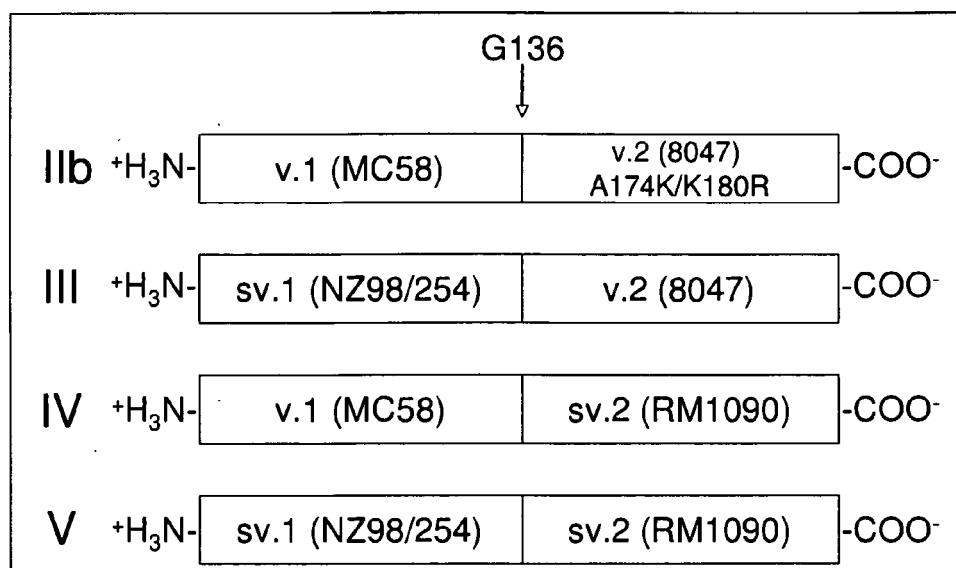 G136
IIb ⁺H₃N- v.1 (MC58) v.2 (8047) -COO⁻
A174K/K180R
III ⁺H₃N- sv.1 (NZ98/254) v.2 (8047) -COO⁻
IV ⁺H₃N- v.1 (MC58) sv.2 (RM1090) -COO⁻
V ⁺H₃N- sv.1 (NZ98/254) sv.2 (RM1090) -COO⁻